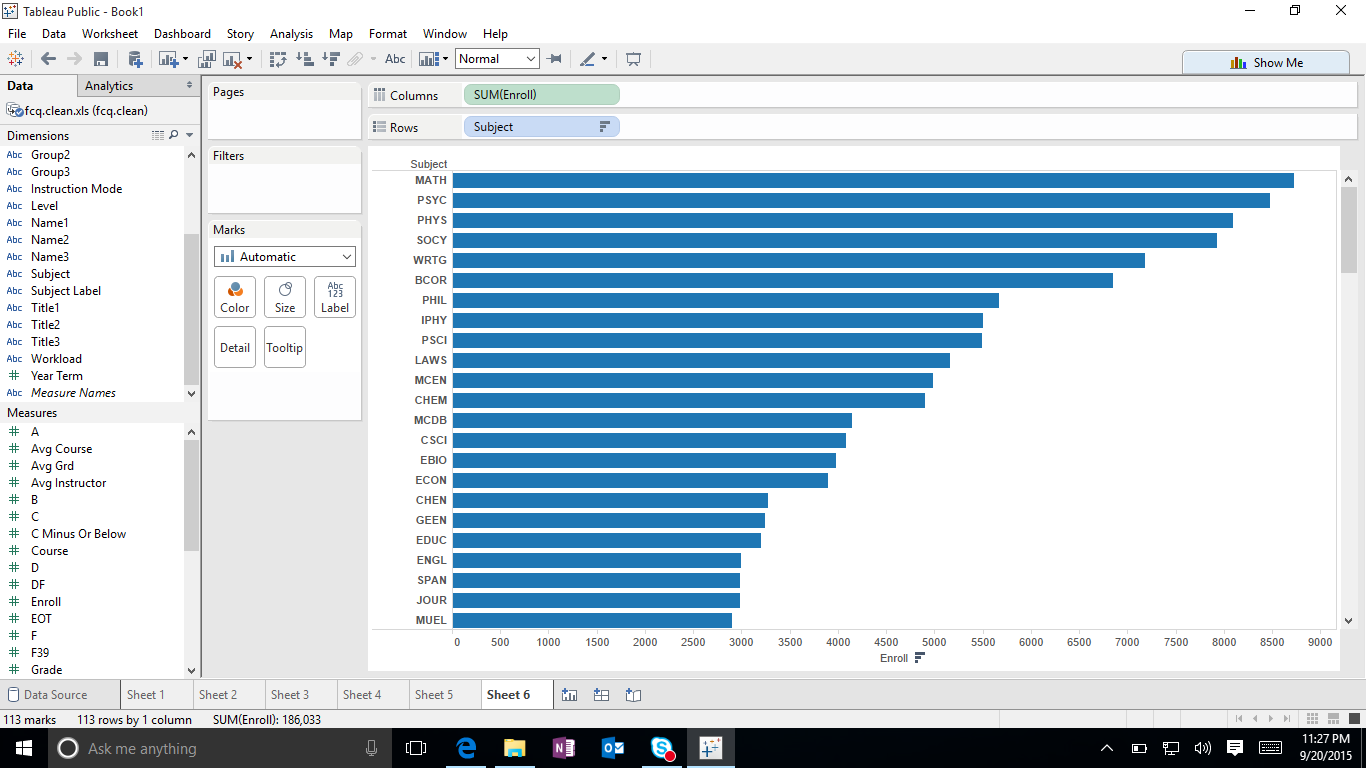 Tableau Public - Book1
File Data Worksheet Dashboard Story Analysis Map Format Window Help
Abc Normal Show Me
Data Analytics
fcq.clean.xls (fcq.clean)
Dimensions
Abc Group2
Abc Group3
Abc Instruction Mode
Abc Level
Abc Name1
Abc Name2
Abc Name3
Abc Subject
Abc Subject Label
Abc Title1
Abc Title2
Abc Title3
Abc Workload
# Year Term
Abc Measure Names
Measures
# A
# Avg Course
# Avg Grd
# Avg Instructor
# B
# C
# C Minus Or Below
# Course
# D
# DF
# Enroll
# EOT
# F
# F39
# Grade
Pages
Filters
Marks
Automatic
Color Size Abc 123 Label
Detail Tooltip
Columns SUM(Enroll)
Rows Subject
Subject
MATH
PSYC
PHYS
SOCY
WRTG
BCOR
PHIL
IPHY
PSCI
LAWS
MCEN
CHEM
MCDB
CSCI
EBIO
ECON
CHEN
GEEN
EDUC
ENGL
SPAN
JOUR
MUEL
0 500 1000 1500 2000 2500 3000 3500 4000 4500 5000 5500 6000 6500 7000 7500 8000 8500 9000
Enroll
Data Source Sheet 1 Sheet 2 Sheet 3 Sheet 4 Sheet 5 Sheet 6
113 marks 113 rows by 1 column SUM(Enroll): 186,033
Ask me anything
11:27 PM
9/20/2015